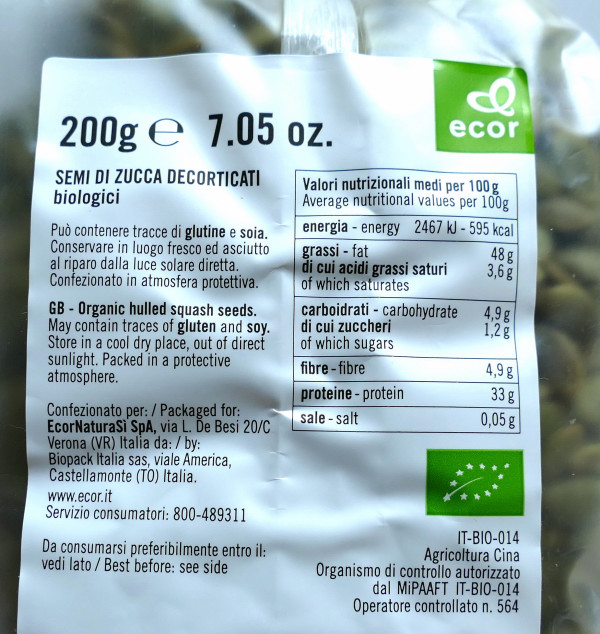 200g ℮ 7.05 oz.
ecor
SEMI DI ZUCCA DECORTICATI
biologici
Può contenere tracce di glutine e soia.
Conservare in luogo fresco ed asciutto
al riparo dalla luce solare diretta.
Confezionato in atmosfera protettiva.
GB - Organic hulled squash seeds.
May contain traces of gluten and soy.
Store in a cool dry place, out of direct
sunlight. Packed in a protective
atmosphere.
Confezionato per: / Packaged for:
EcorNaturaSì SpA, via L. De Besi 20/C
Verona (VR) Italia da: / by:
Biopack Italia sas, viale America,
Castellamonte (TO) Italia.
www.ecor.it
Servizio consumatori: 800-489311
Da consumarsi preferibilmente entro il:
vedi lato / Best before: see side
Valori nutrizionali medi per 100 g
Average nutritional values per 100g
energia - energy 2467 kJ - 595 kcal
grassi - fat 48 g
di cui acidi grassi saturi 3,6 g
of which saturates
carboidrati - carbohydrate 4,9 g
di cui zuccheri 1,2 g
of which sugars
fibre - fibre 4,9 g
proteine - protein 33 g
sale - salt 0,05 g
IT-BIO-014
Agricoltura Cina
Organismo di controllo autorizzato
dal MiPAAFT IT-BIO-014
Operatore controllato n. 564